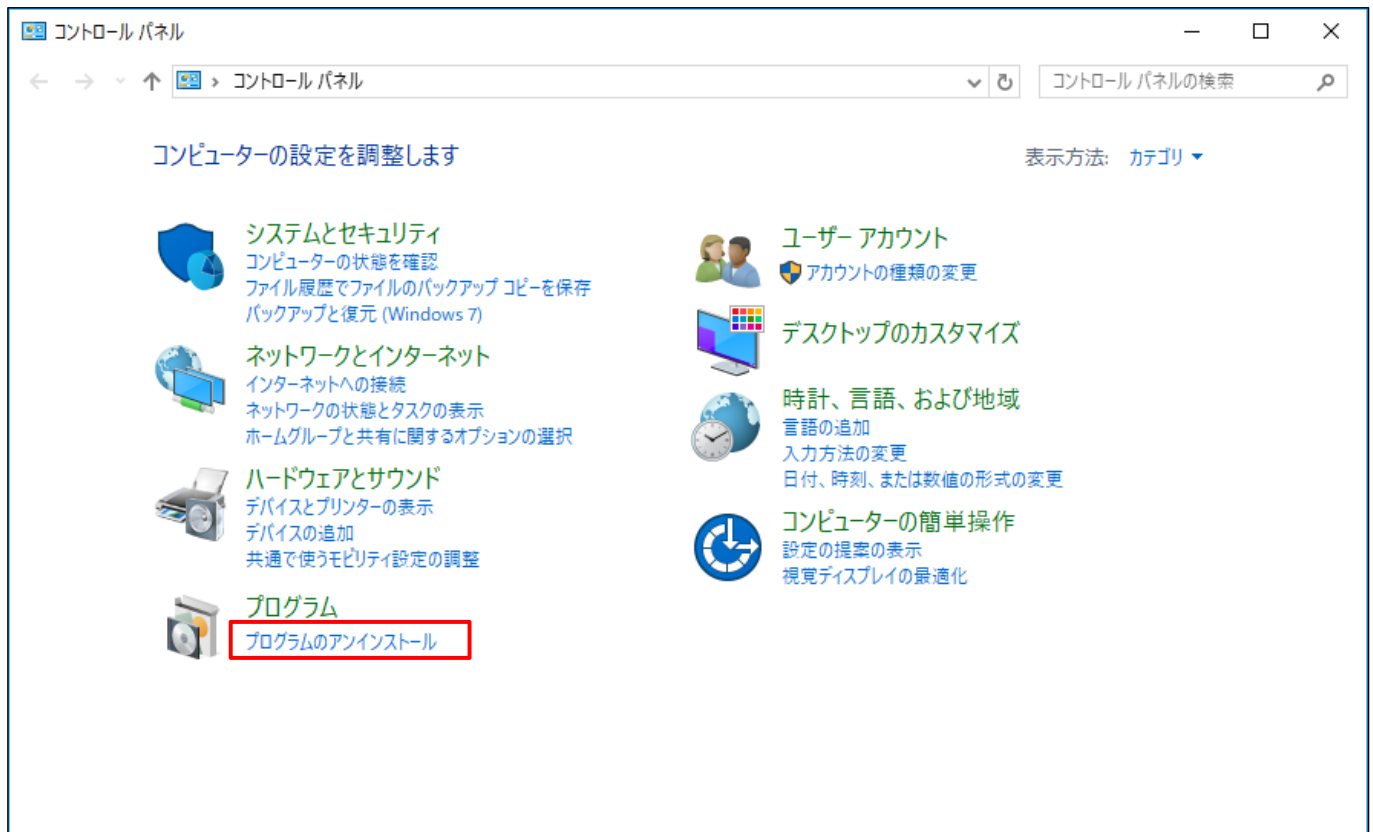 コントロール パネル
コントロール パネル
コントロール パネルの検索
コンピューターの設定を調整します
表示方法: カテゴリ
システムとセキュリティ
コンピューターの状態を確認
ファイル履歴でファイルのバックアップ コピーを保存
バックアップと復元 (Windows 7)
ネットワークとインターネット
インターネットへの接続
ネットワークの状態とタスクの表示
ホームグループと共有に関するオプションの選択
ハードウェアとサウンド
デバイスとプリンターの表示
デバイスの追加
共通で使うモビリティ設定の調整
プログラム
プログラムのアンインストール
ユーザー アカウント
アカウントの種類の変更
デスクトップのカスタマイズ
時計、言語、および地域
言語の追加
入力方法の変更
日付、時刻、または数値の形式の変更
コンピューターの簡単操作
設定の提案の表示
視覚ディスプレイの最適化